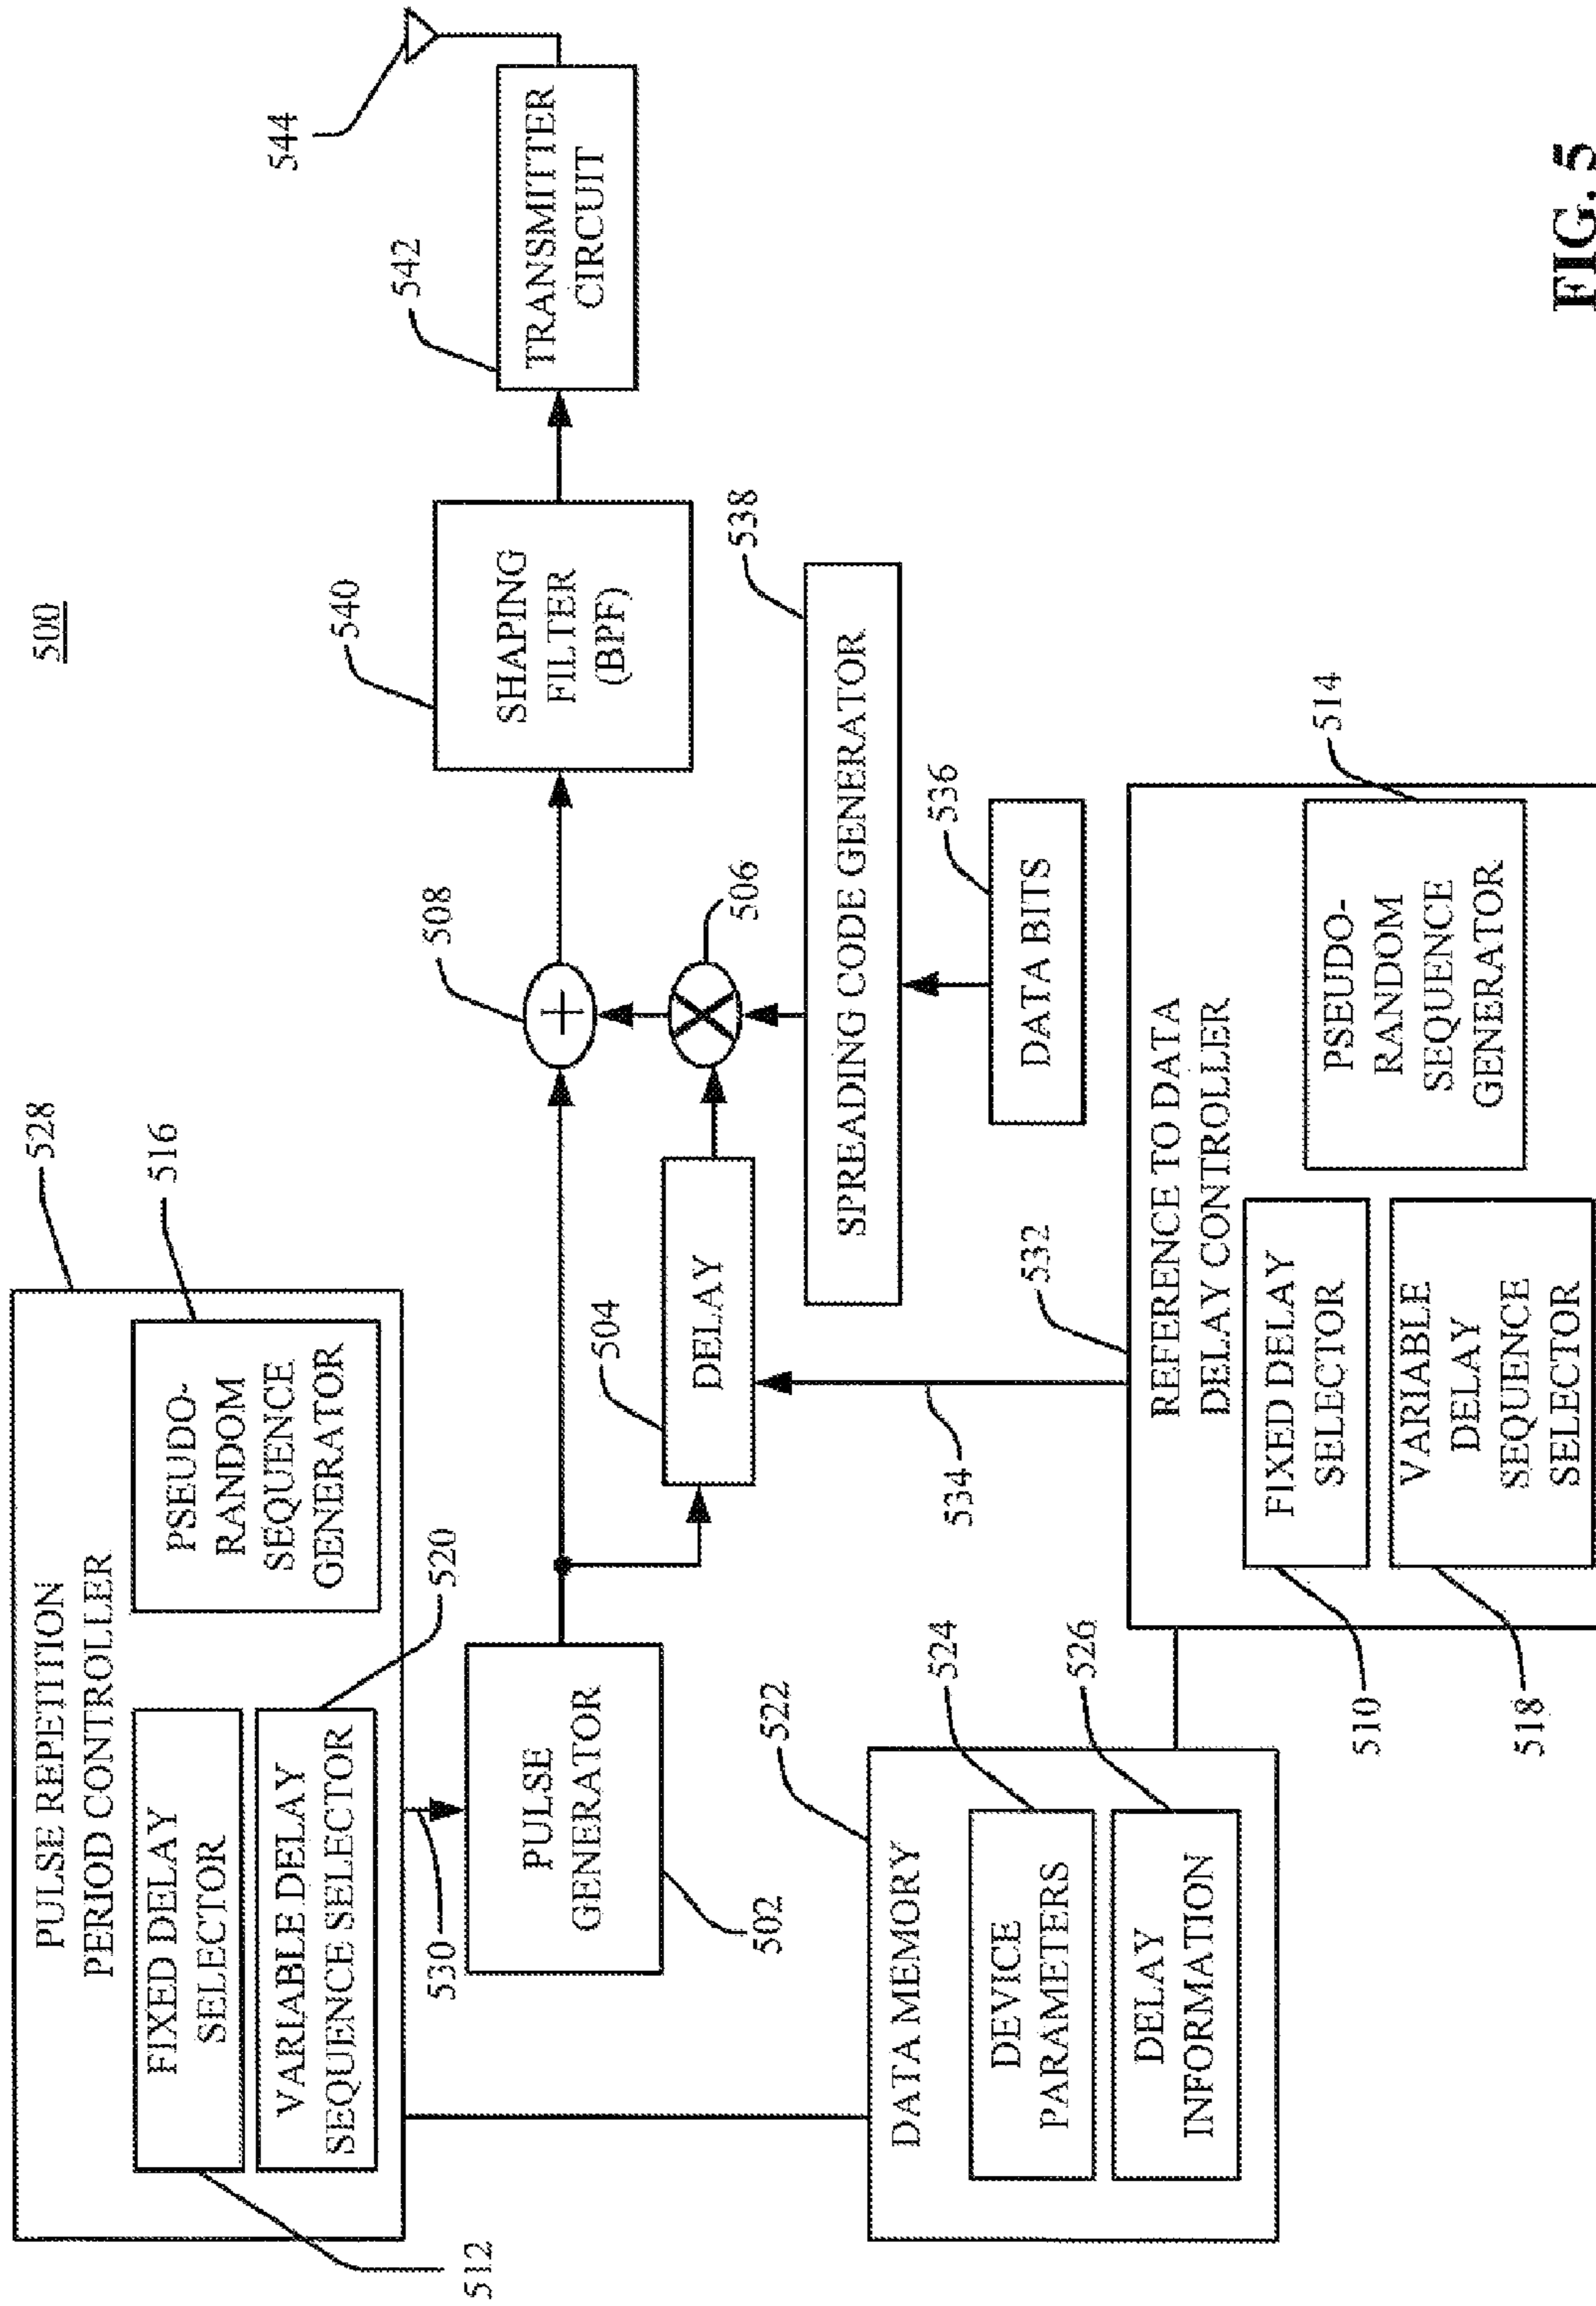 500
PULSE REPETITION
PERIOD CONTROLLER
528
FIXED DELAY
SELECTOR
512
VARIABLE DELAY
SEQUENCE SELECTOR
520
PSEUDO-
RANDOM
SEQUENCE
GENERATOR
516
530
PULSE
GENERATOR
502
508
+
SHAPING
FILTER
(BPF)
540
TRANSMITTER
CIRCUIT
542
544
DELAY
504
506
SPREADING CODE GENERATOR
538
DATA BITS
536
534
DATA MEMORY
522
DEVICE
PARAMETERS
524
DELAY
INFORMATION
526
REFERENCE TO DATA
DELAY CONTROLLER
532
FIXED DELAY
SELECTOR
510
VARIABLE
DELAY
SEQUENCE
SELECTOR
518
PSEUDO-
RANDOM
SEQUENCE
GENERATOR
514
FIG. 5